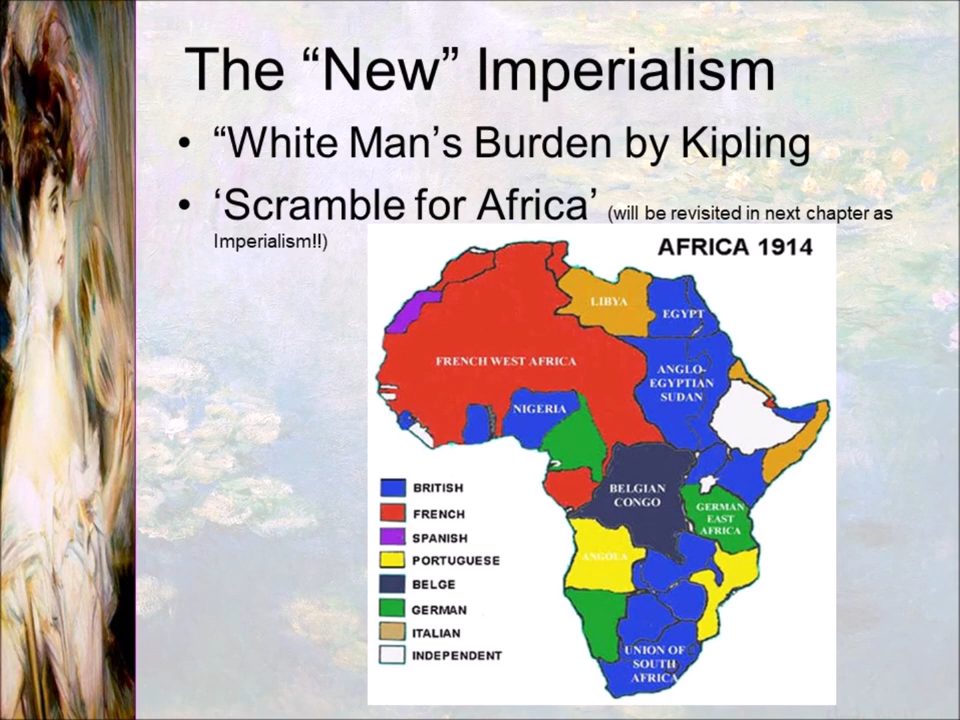 The “New” Imperialism
• “White Man’s Burden by Kipling
• ‘Scramble for Africa’ (will be revisited in next chapter as
Imperialism!!)
AFRICA 1914
LIBYA
EGYPT
FRENCH WEST AFRICA
ANGLO-
EGYPTIAN
SUDAN
NIGERIA
BELGIAN
CONGO
GERMAN
EAST
AFRICA
ANGOLA
UNION OF
SOUTH
AFRICA
BRITISH
FRENCH
SPANISH
PORTUGUESE
BELGE
GERMAN
ITALIAN
INDEPENDENT